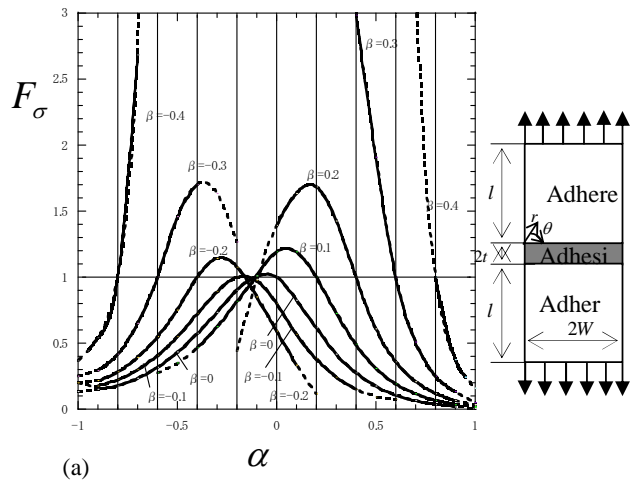 3
2.5
2
1.5
1
0.5
0
-1
-0.5
0
0.5
1
Fσ
α
(a)
β=-0.4
β=-0.3
β=-0.2
β=-0.1
β=0
β=0.3
β=0.2
β=0.1
β=0.4
β=0
β=-0.1
β=-0.2
l
Adhere
r
θ
2t
Adhesi
l
Adher
2W